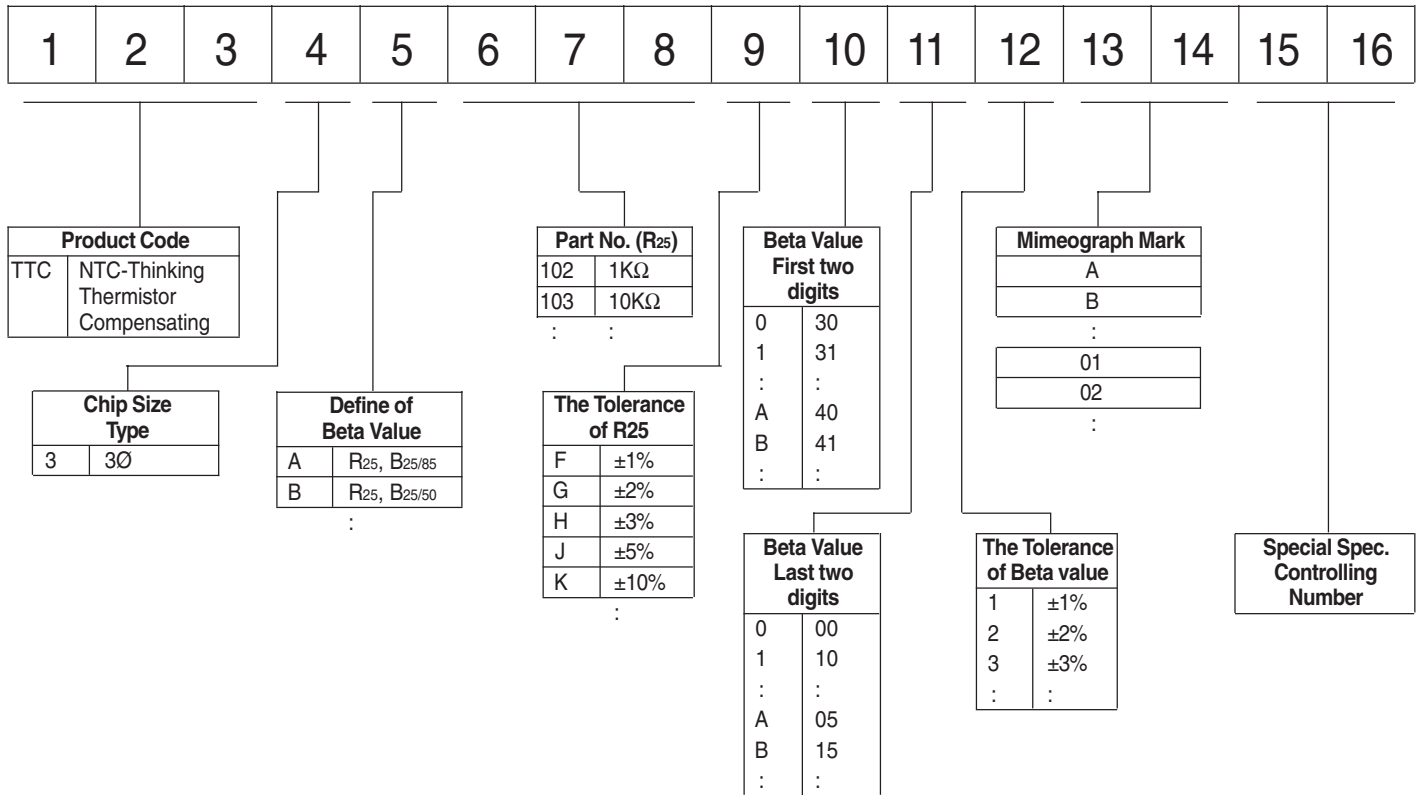 1 2 3 4 5 6 7 8 9 10 11 12 13 14 15 16
Product Code
TTC NTC-Thinking
Thermistor
Compensating
Chip Size
Type
3 3Ø
Define of
Beta Value
A R25, B25/85
B R25, B25/50
:
Part No. (R25)
102 1KΩ
103 10KΩ
: :
The Tolerance
of R25
F ±1%
G ±2%
H ±3%
J ±5%
K ±10%
:
Beta Value
First two
digits
0 30
1 31
: :
A 40
B 41
: :
Beta Value
Last two
digits
0 00
1 10
: :
A 05
B 15
: :
The Tolerance
of Beta value
1 ±1%
2 ±2%
3 ±3%
: :
Mimeograph Mark
A
B
:
01
02
:
Special Spec.
Controlling
Number